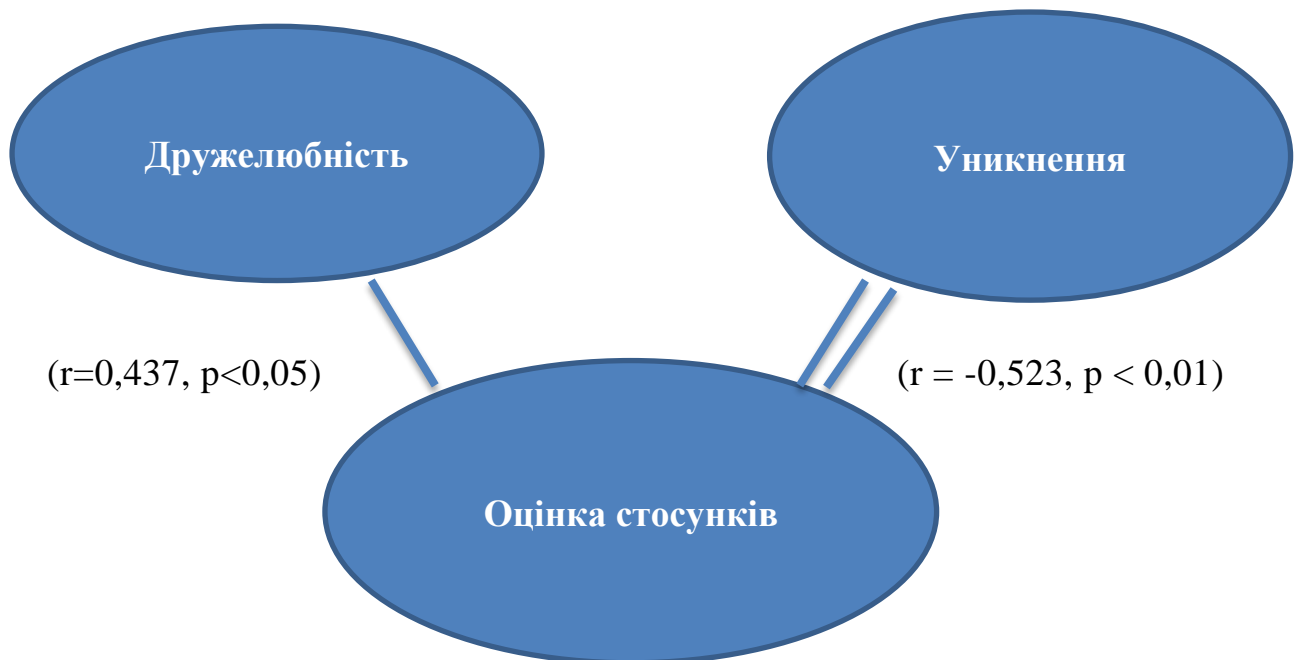 Дружелюбність
Уникнення
(r=0,437, p<0,05)
(r = -0,523, p < 0,01)
Оцінка стосунків